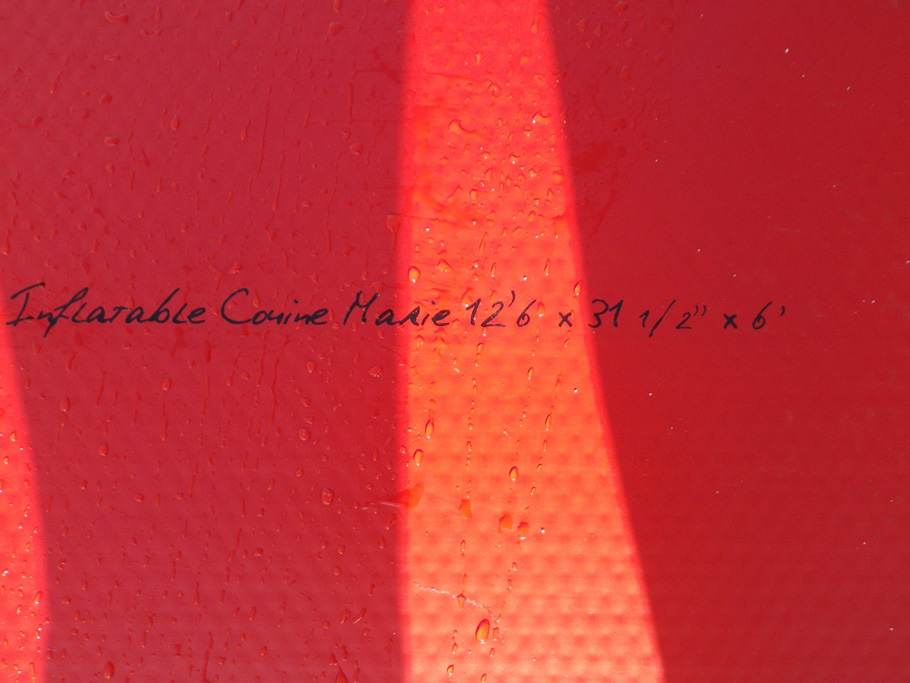 Inflatable Corine Marie 12'6 x 31 1/2" x 6'